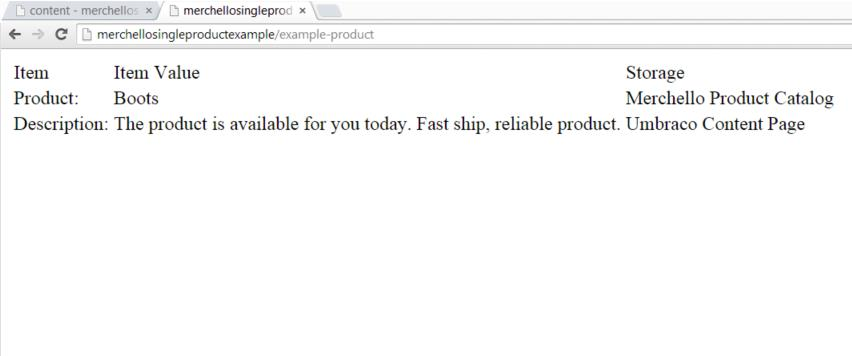 content - merchellos
merchellosingleprod
merchellosingleproductexample/example-product
Item Item Value Storage
Product: Boots Merchello Product Catalog
Description: The product is available for you today. Fast ship, reliable product. Umbraco Content Page